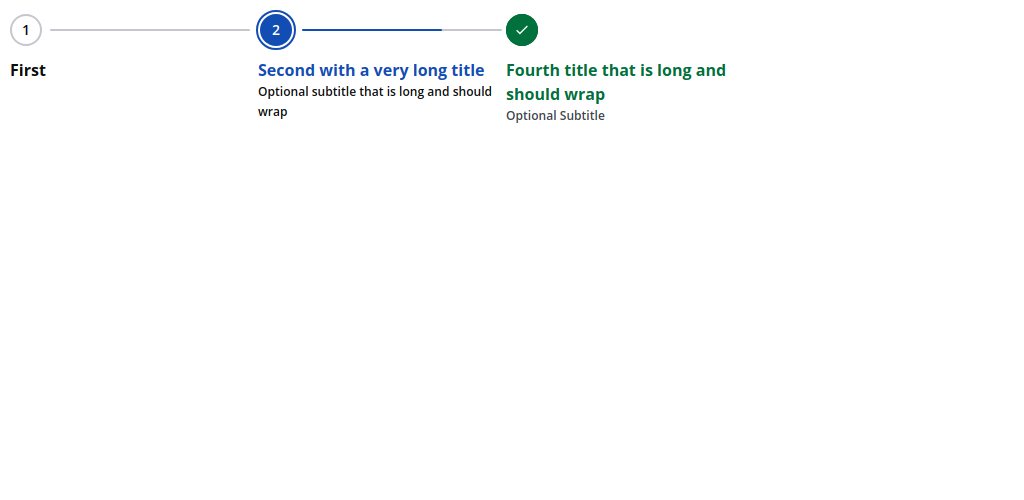 1
2
First
Second with a very long title
Optional subtitle that is long and should
wrap
Fourth title that is long and
should wrap
Optional Subtitle